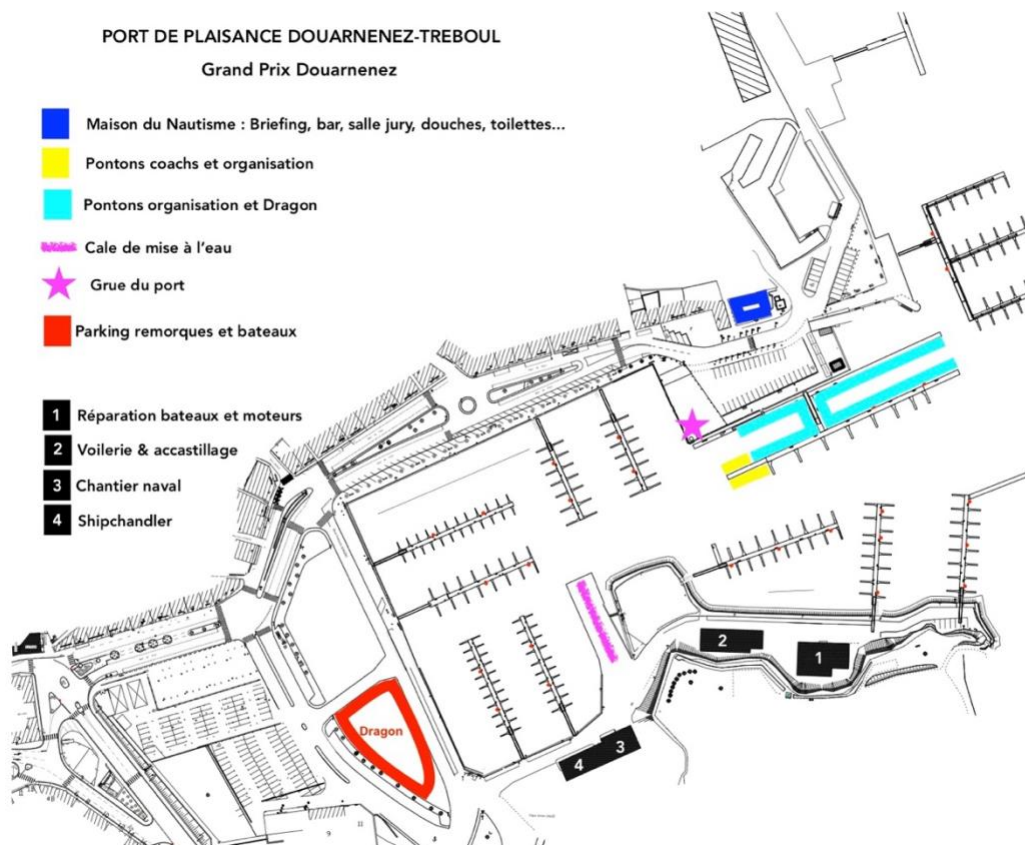 PORT DE PLAISANCE DOUARNENEZ-TREBOUL
Grand Prix Douarnenez
Maison du Nautisme : Briefing, bar, salle jury, douches, toilettes...
Pontons coachs et organisation
Pontons organisation et Dragon
Cale de mise à l'eau
Grue du port
Parking remorques et bateaux
1 Réparation bateaux et moteurs
2 Voilerie & accastillage
3 Chantier naval
4 Shipchandler
2
1
Dragon
3
4
9